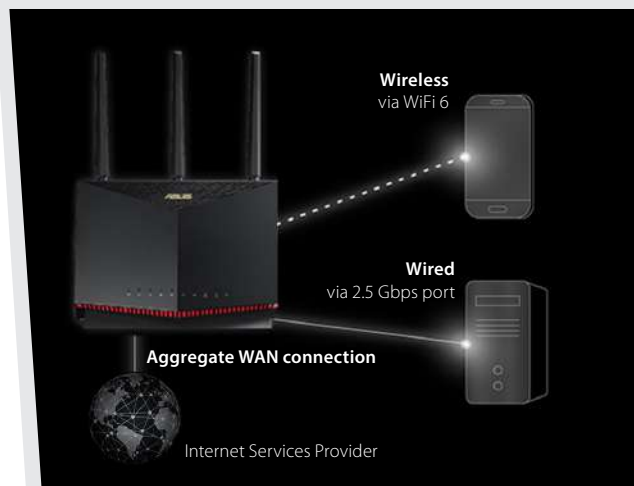 ASUS
Wireless
via WiFi 6
Wired
via 2.5 Gbps port
Aggregate WAN connection
Internet Services Provider